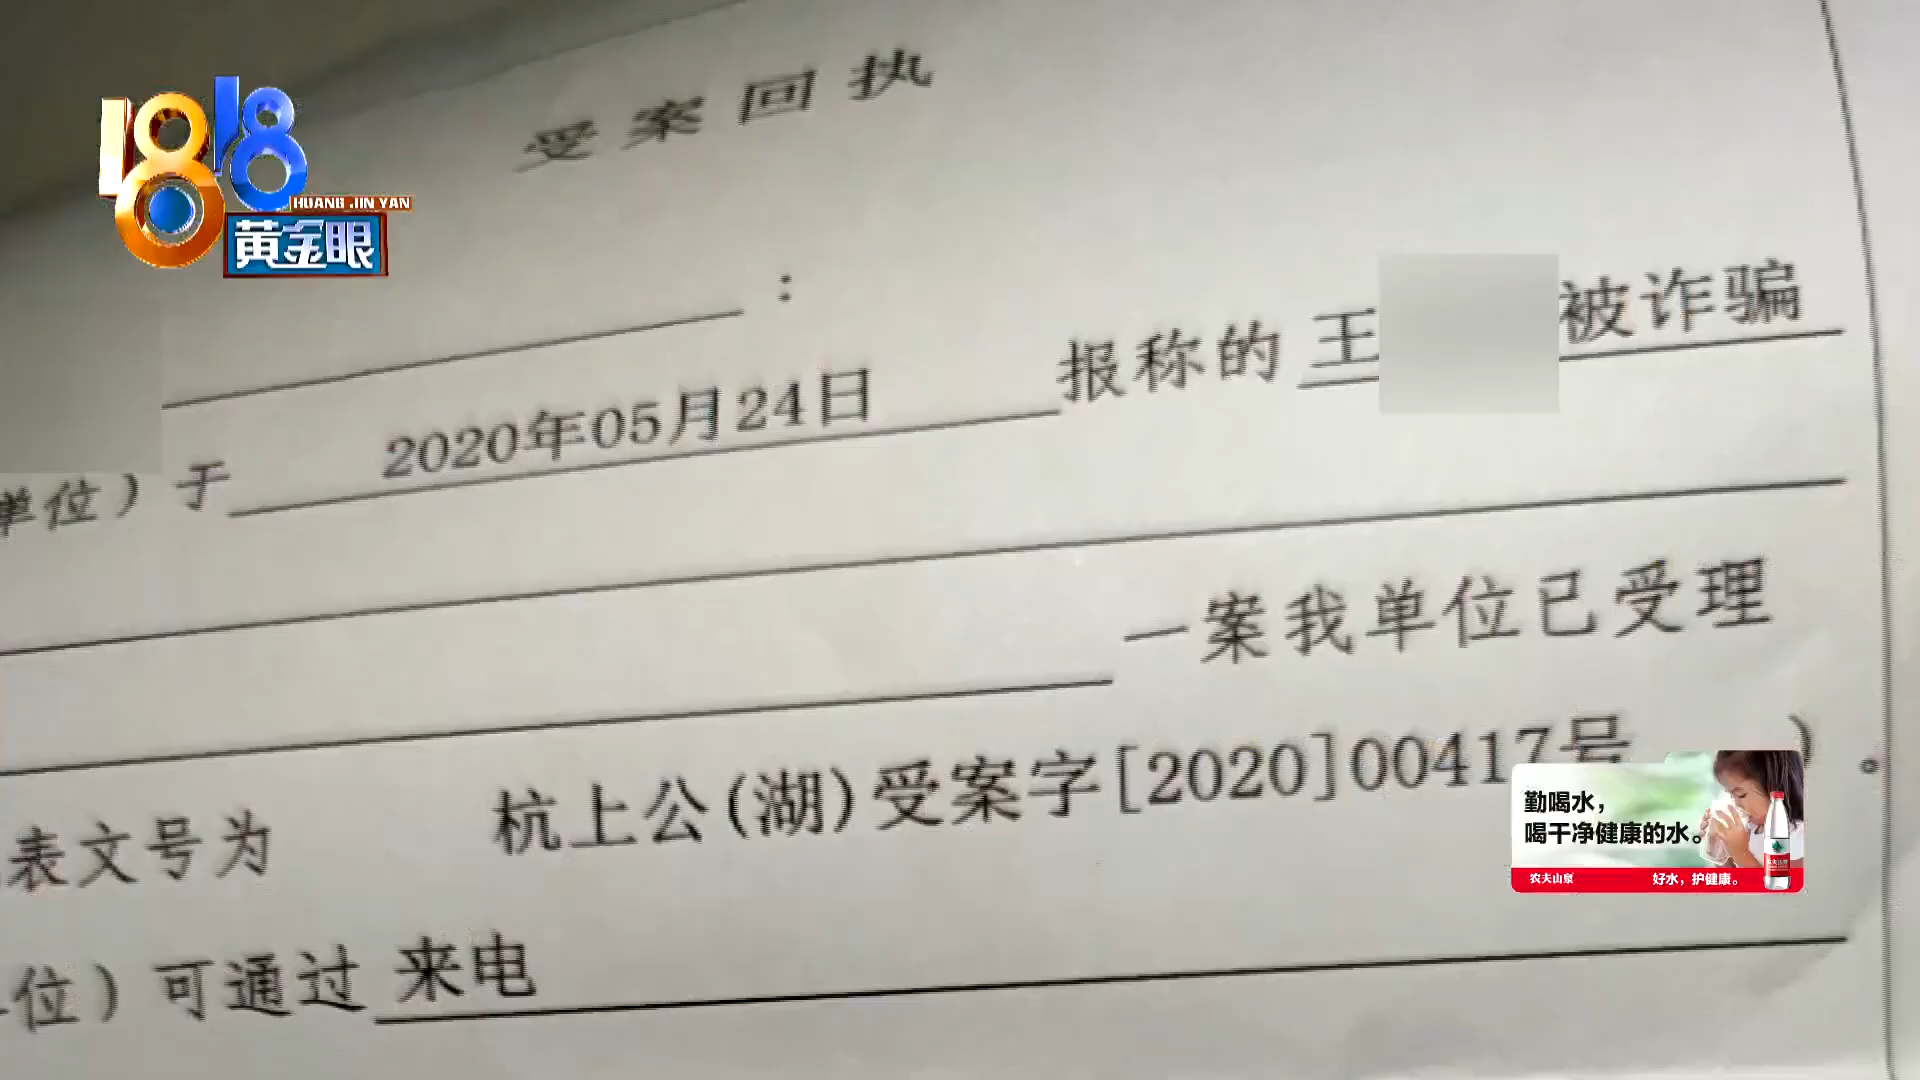 受案回执
1818
HUANG JIN YAN
黄金眼
:
单位）于 2020年05月24日 报称的 王 被诈骗
一案我单位已受理
表文号为 杭上公(湖)受案字[2020]00417号 ）。
位）可通过 来电
勤喝水，
喝干净健康的水。
农夫山泉 好水，护健康。